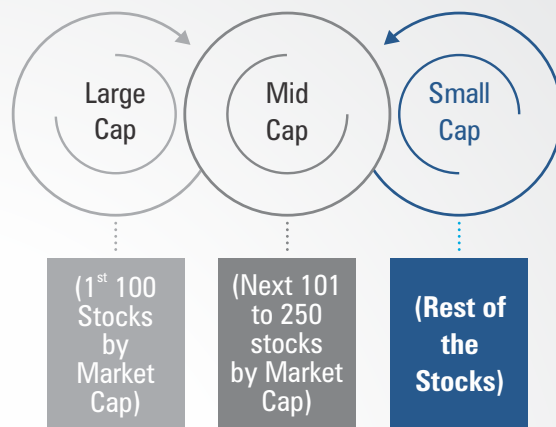 Large
Cap
Mid
Cap
Small
Cap
(1st 100
Stocks
by
Market
Cap)
(Next 101
to 250
stocks
by Market
Cap)
(Rest of
the
Stocks)